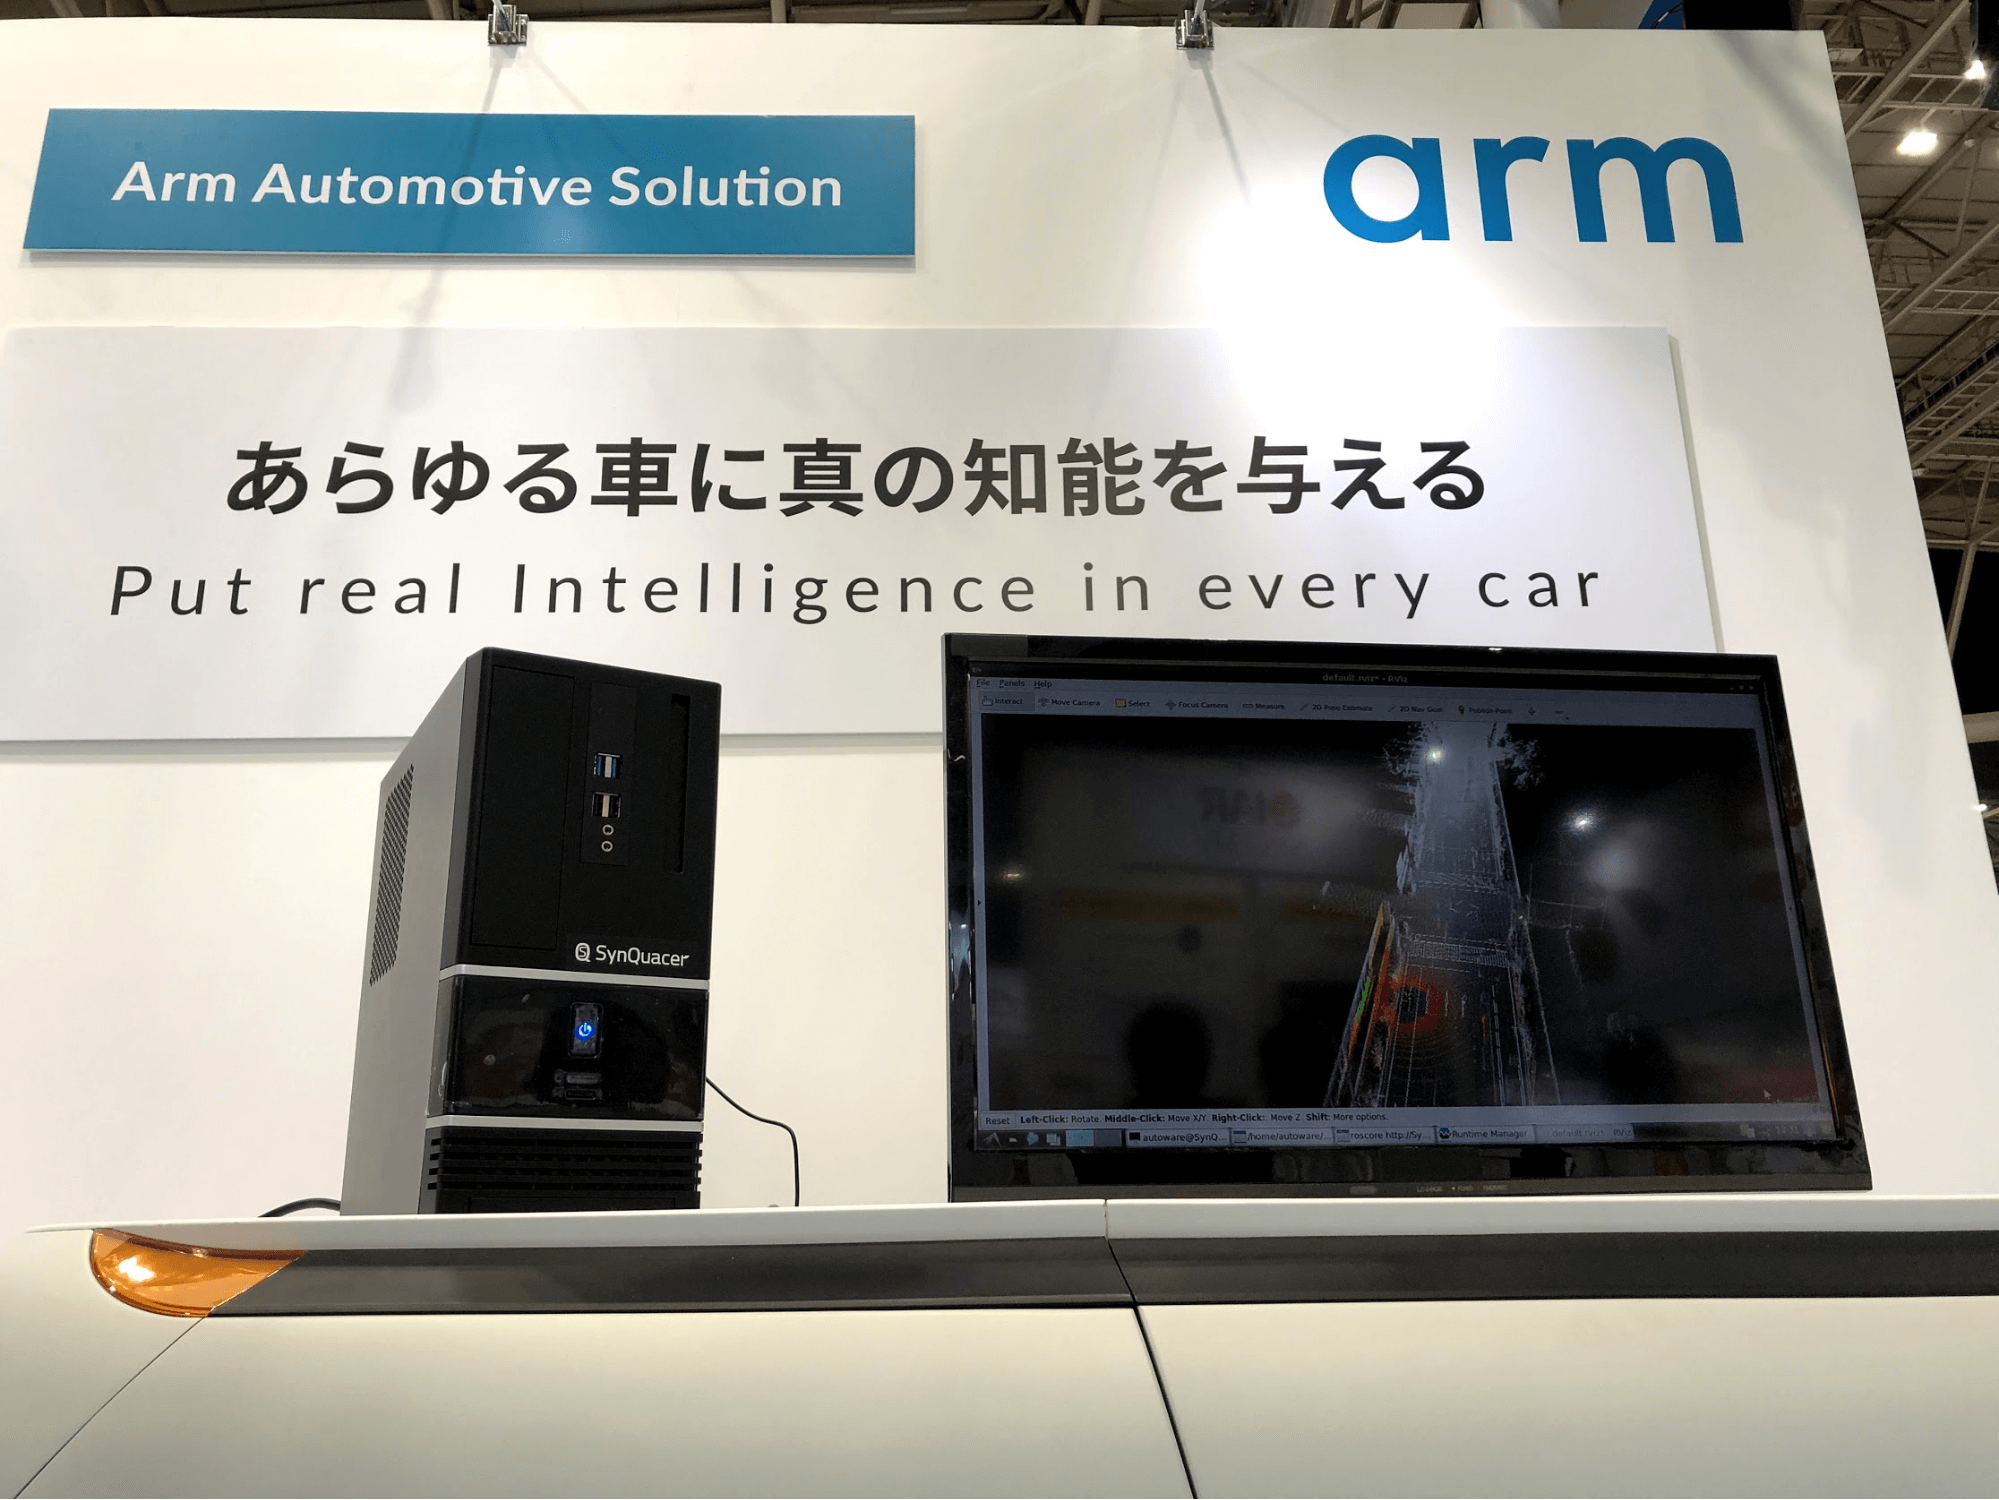 Arm Automotive Solution
arm
あらゆる車に真の知能を与える
Put real Intelligence in every car
SynQuacer
default.rviz* - RViz
File Panels Help
Interact Move Camera Select Focus Camera Measure 2D Pose Estimate 2D Nav Goal Publish Point
Reset Left-Click: Rotate. Middle-Click: Move X/Y. Right-Click: Move Z. Shift: More options.
autoware@SynQ... /home/autoware/... roscore http://Sy... Runtime Manager default.rviz* - RViz